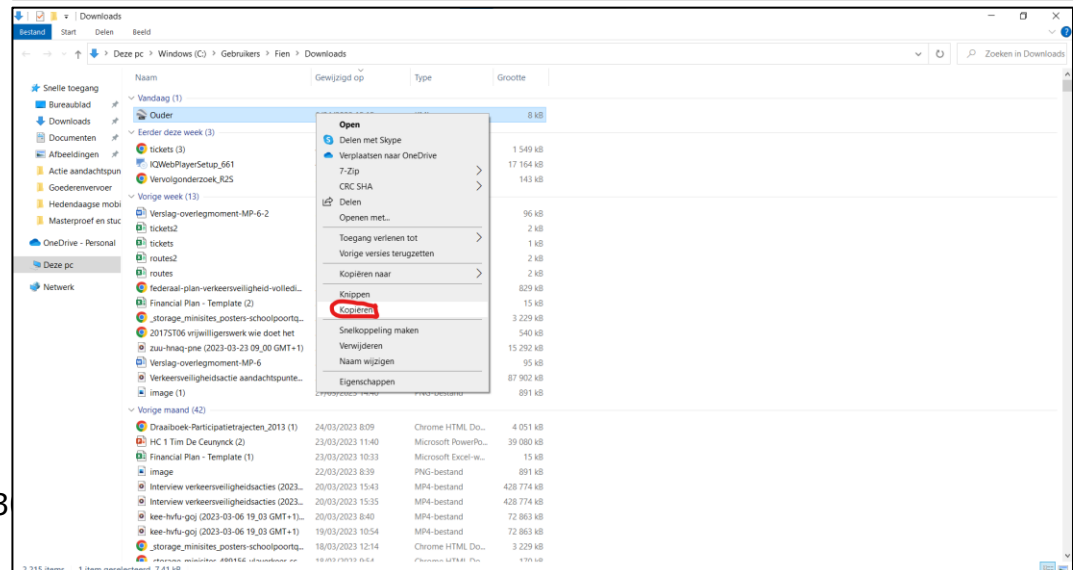 Downloads
Bestand Start Delen Beeld
Deze pc > Windows (C:) > Gebruikers > Fien > Downloads
Zoeken in Downloads
Naam Gewijzigd op Type Grootte
Snelle toegang
Bureaublad
Downloads
Documenten
Afbeeldingen
Actie aandachtspun
Goederenvervoer
Hedendaagse mobi
Masterproef en stuc
OneDrive - Personal
Deze pc
Netwerk
Vandaag (1)
Ouder 8 kB
Eerder deze week (3)
tickets (3) 1 549 kB
IQWebPlayerSetup_661 17 164 kB
Vervolgonderzoek_R2S 143 kB
Vorige week (13)
Verslag-overlegmoment-MP-6-2 96 kB
tickets2 2 kB
tickets 1 kB
routes2 2 kB
routes 2 kB
federaal-plan-verkeersveiligheid-volledi... 829 kB
Financial Plan - Template (2) 15 kB
_storage_minisites_posters-schoolpoortq... 3 229 kB
2017ST06 vrijwilligerswerk wie doet het 540 kB
zuu-hnaq-pne (2023-03-23 09_00 GMT+1) 15 292 kB
Verslag-overlegmoment-MP-6 95 kB
Verkeersveiligheidsactie aandachtspunte... 87 902 kB
image (1) 891 kB
Vorige maand (42)
Draaiboek-Participatietrajecten_2013 (1) 24/03/2023 8:09 Chrome HTML Do... 4 051 kB
HC 1 Tim De Ceunynck (2) 23/03/2023 11:40 Microsoft PowerPo... 39 080 kB
Financial Plan - Template (1) 23/03/2023 10:33 Microsoft Excel-w... 15 kB
image 22/03/2023 8:39 PNG-bestand 891 kB
Interview verkeersveiligheidsacties (2023... 20/03/2023 15:43 MP4-bestand 428 774 kB
Interview verkeersveiligheidsacties (2023... 20/03/2023 15:35 MP4-bestand 428 774 kB
kee-hvfu-goj (2023-03-06 19_03 GMT+1)... 20/03/2023 8:40 MP4-bestand 72 863 kB
kee-hvfu-goj (2023-03-06 19_03 GMT+1) 19/03/2023 10:54 MP4-bestand 72 863 kB
_storage_minisites_posters-schoolpoortq... 18/03/2023 12:14 Chrome HTML Do... 3 229 kB
Open
Delen met Skype
Verplaatsen naar OneDrive
7-Zip
CRC SHA
Delen
Openen met...
Toegang verlenen tot
Vorige versies terugzetten
Kopiëren naar
Knippen
Kopiëren
Snelkoppeling maken
Verwijderen
Naam wijzigen
Eigenschappen